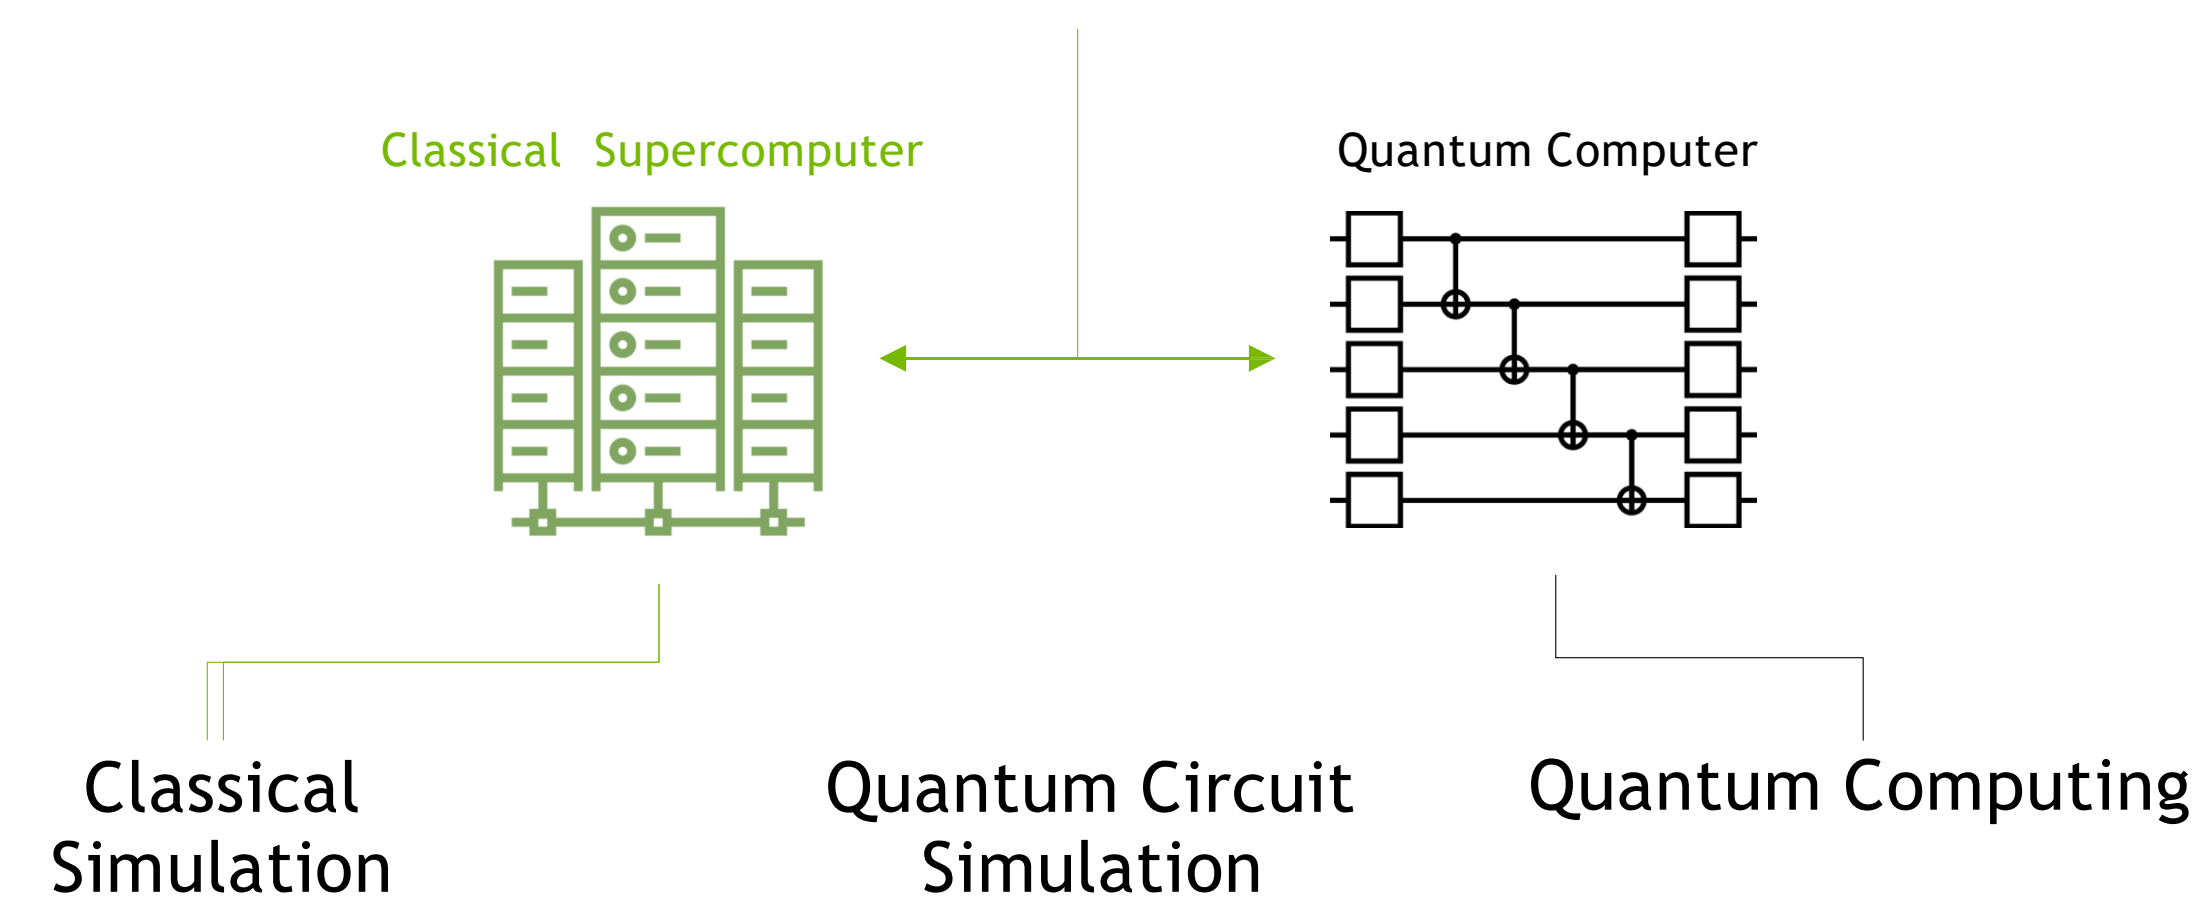 Classical Supercomputer
Quantum Computer
Classical
Simulation
Quantum Circuit
Simulation
Quantum Computing